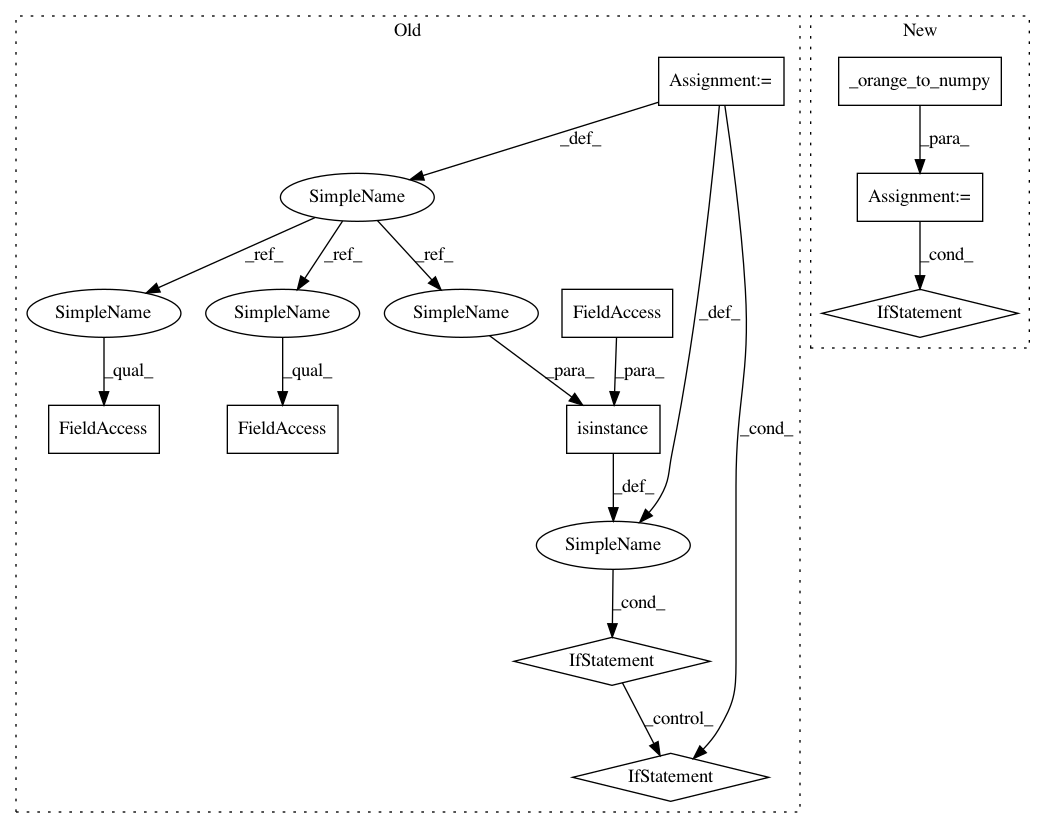 Old
New
Assignment:=
_orange_to_numpy
_def_
_para_
SimpleName
Assignment:=
_ref_
_ref_
_ref_
_def_
_cond_
SimpleName
SimpleName
SimpleName
FieldAccess
IfStatement
_qual_
_qual_
_para_
_para_
FieldAccess
FieldAccess
isinstance
_cond_
_def_
SimpleName
_cond_
IfStatement
_control_
IfStatement